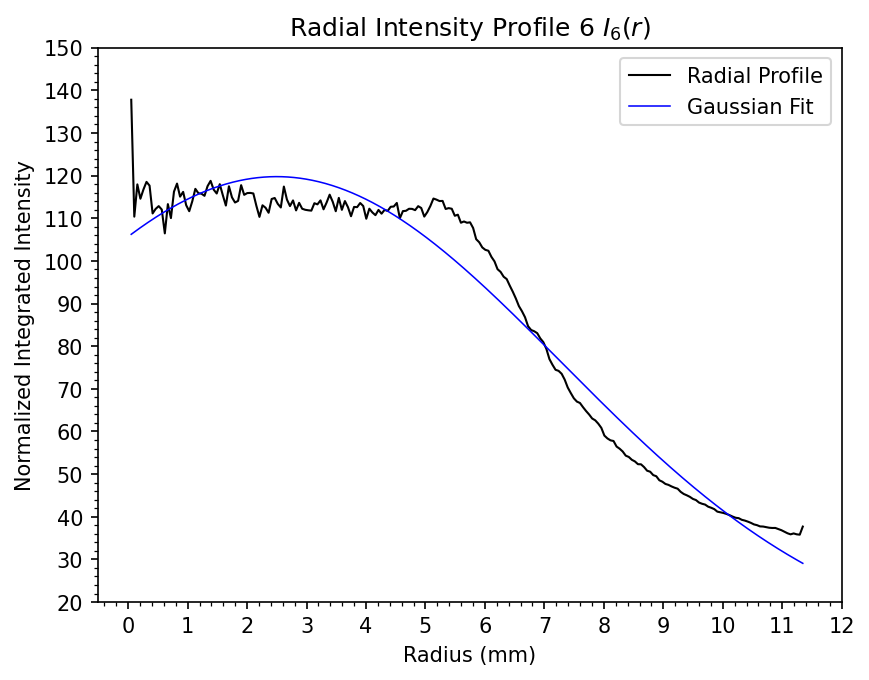 Radial Intensity Profile 6 I₆(r)
Radial Profile
Gaussian Fit
Normalized Integrated Intensity
150
140
130
120
110
100
90
80
70
60
50
40
30
20
0 1 2 3 4 5 6 7 8 9 10 11 12
Radius (mm)